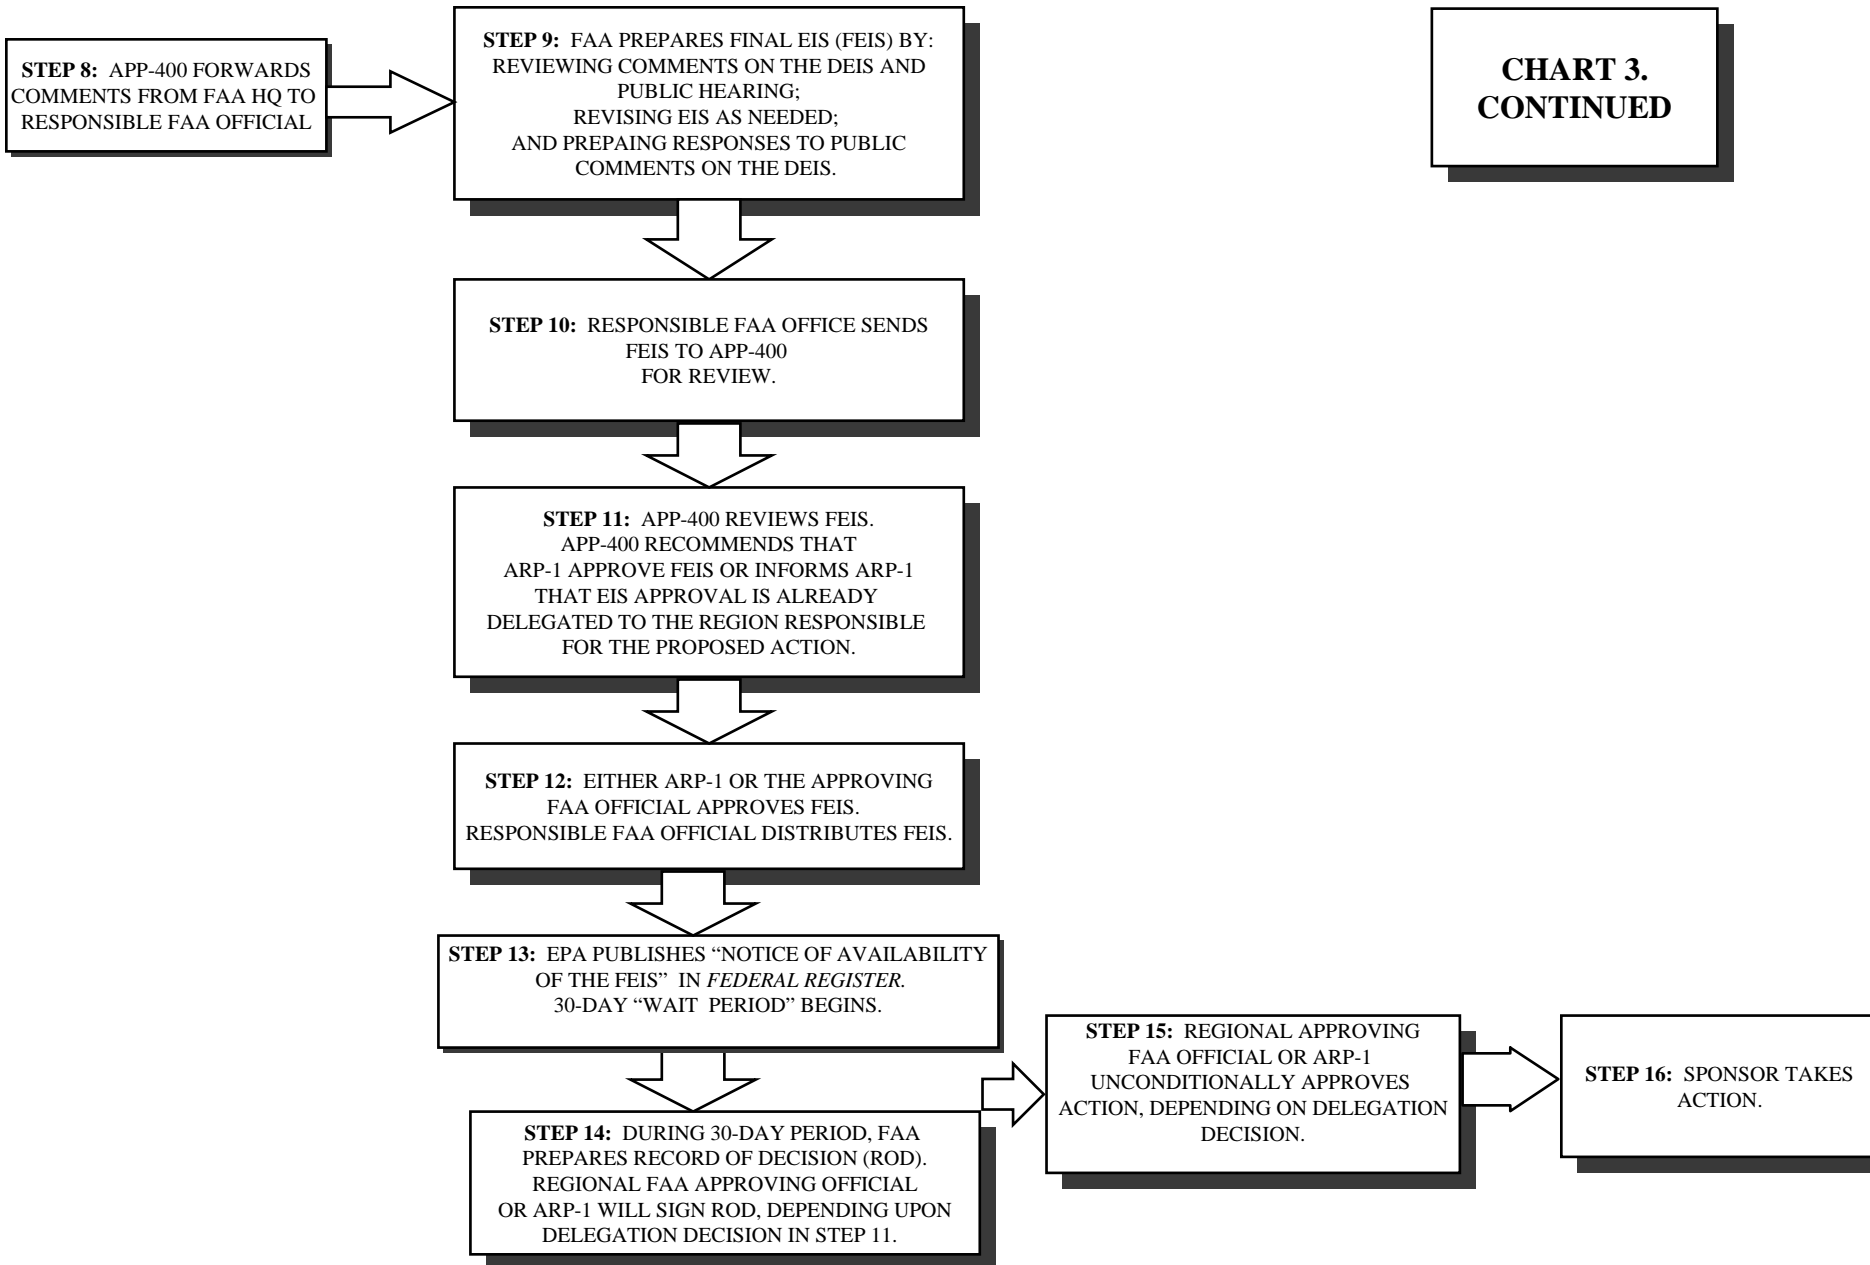 STEP 8: APP-400 FORWARDS
COMMENTS FROM FAA HQ TO
RESPONSIBLE FAA OFFICIAL
STEP 9: FAA PREPARES FINAL EIS (FEIS) BY:
REVIEWING COMMENTS ON THE DEIS AND
PUBLIC HEARING;
REVISING EIS AS NEEDED;
AND PREPAING RESPONSES TO PUBLIC
COMMENTS ON THE DEIS.
CHART 3.
CONTINUED
STEP 10: RESPONSIBLE FAA OFFICE SENDS
FEIS TO APP-400
FOR REVIEW.
STEP 11: APP-400 REVIEWS FEIS.
APP-400 RECOMMENDS THAT
ARP-1 APPROVE FEIS OR INFORMS ARP-1
THAT EIS APPROVAL IS ALREADY
DELEGATED TO THE REGION RESPONSIBLE
FOR THE PROPOSED ACTION.
STEP 12: EITHER ARP-1 OR THE APPROVING
FAA OFFICIAL APPROVES FEIS.
RESPONSIBLE FAA OFFICIAL DISTRIBUTES FEIS.
STEP 13: EPA PUBLISHES “NOTICE OF AVAILABILITY
OF THE FEIS” IN FEDERAL REGISTER.
30-DAY “WAIT PERIOD” BEGINS.
STEP 14: DURING 30-DAY PERIOD, FAA
PREPARES RECORD OF DECISION (ROD).
REGIONAL FAA APPROVING OFFICIAL
OR ARP-1 WILL SIGN ROD, DEPENDING UPON
DELEGATION DECISION IN STEP 11.
STEP 15: REGIONAL APPROVING
FAA OFFICIAL OR ARP-1
UNCONDITIONALLY APPROVES
ACTION, DEPENDING ON DELEGATION
DECISION.
STEP 16: SPONSOR TAKES
ACTION.